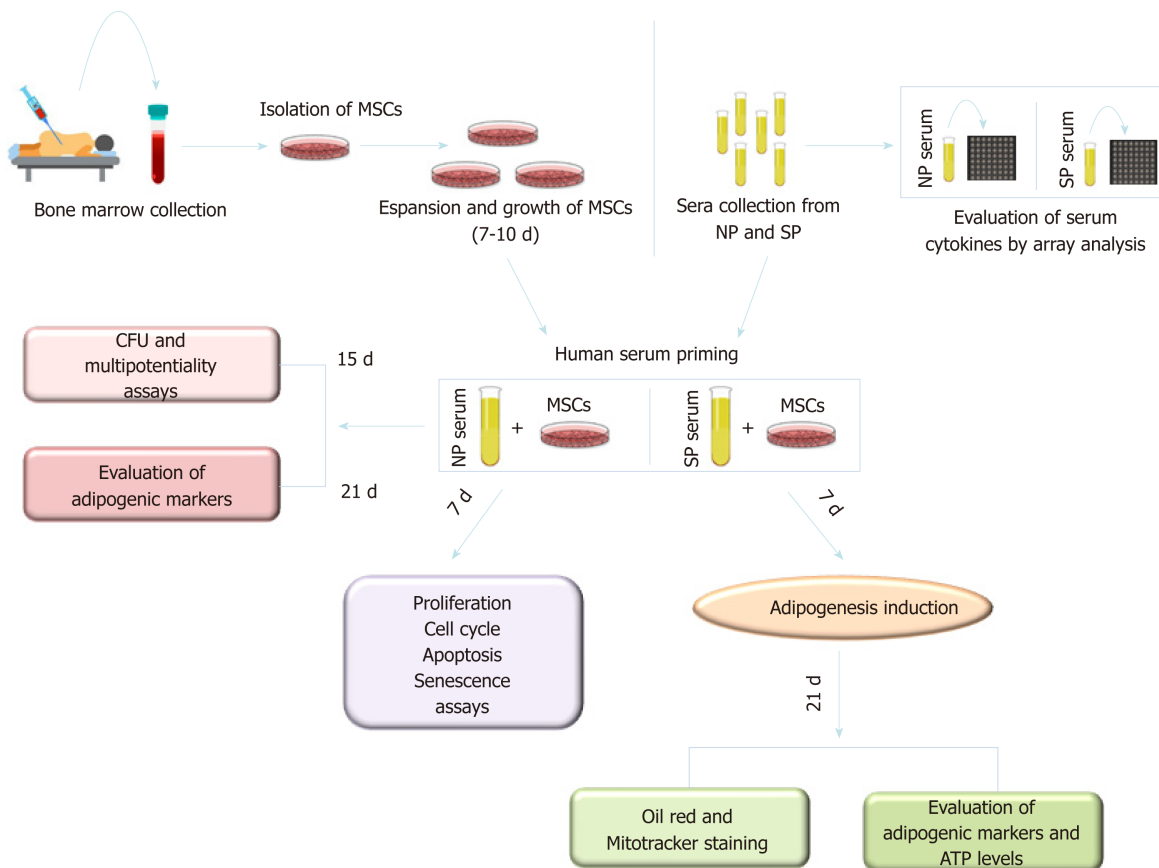 Isolation of MSCs
Bone marrow collection
Espansion and growth of MSCs
(7-10 d)
Sera collection from
NP and SP
NP serum
SP serum
Evaluation of serum
cytokines by array analysis
Human serum priming
NP serum
+
MSCs
SP serum
+
MSCs
CFU and
multipotentiality
assays
15 d
Evaluation of
adipogenic markers
21 d
7 d
7 d
Proliferation
Cell cycle
Apoptosis
Senescence
assays
Adipogenesis induction
21 d
Oil red and
Mitotracker staining
Evaluation of
adipogenic markers and
ATP levels